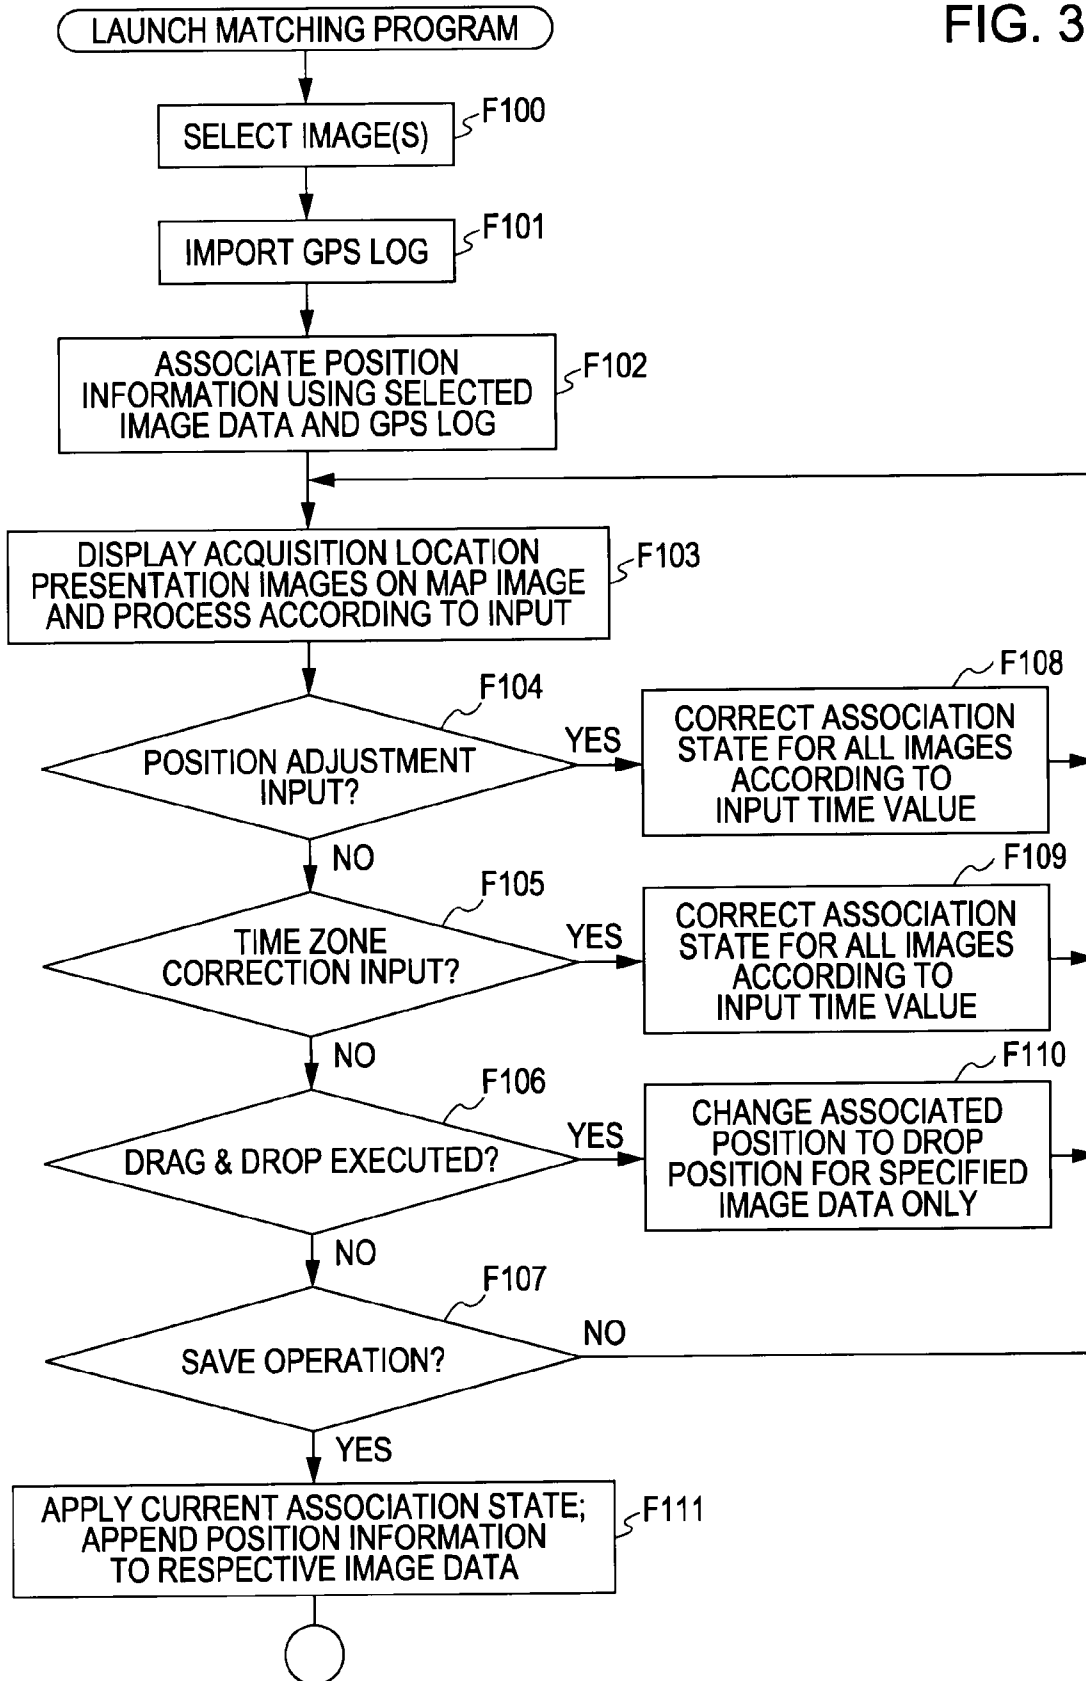 FIG. 3
LAUNCH MATCHING PROGRAM
F100
SELECT IMAGE(S)
F101
IMPORT GPS LOG
F102
ASSOCIATE POSITION
INFORMATION USING SELECTED
IMAGE DATA AND GPS LOG
F103
DISPLAY ACQUISITION LOCATION
PRESENTATION IMAGES ON MAP IMAGE
AND PROCESS ACCORDING TO INPUT
F104
POSITION ADJUSTMENT
INPUT?
YES
F108
CORRECT ASSOCIATION
STATE FOR ALL IMAGES
ACCORDING TO
INPUT TIME VALUE
NO
F105
TIME ZONE
CORRECTION INPUT?
YES
F109
CORRECT ASSOCIATION
STATE FOR ALL IMAGES
ACCORDING TO
INPUT TIME VALUE
NO
F106
DRAG & DROP EXECUTED?
YES
F110
CHANGE ASSOCIATED
POSITION TO DROP
POSITION FOR SPECIFIED
IMAGE DATA ONLY
NO
F107
SAVE OPERATION?
NO
YES
F111
APPLY CURRENT ASSOCIATION STATE;
APPEND POSITION INFORMATION
TO RESPECTIVE IMAGE DATA